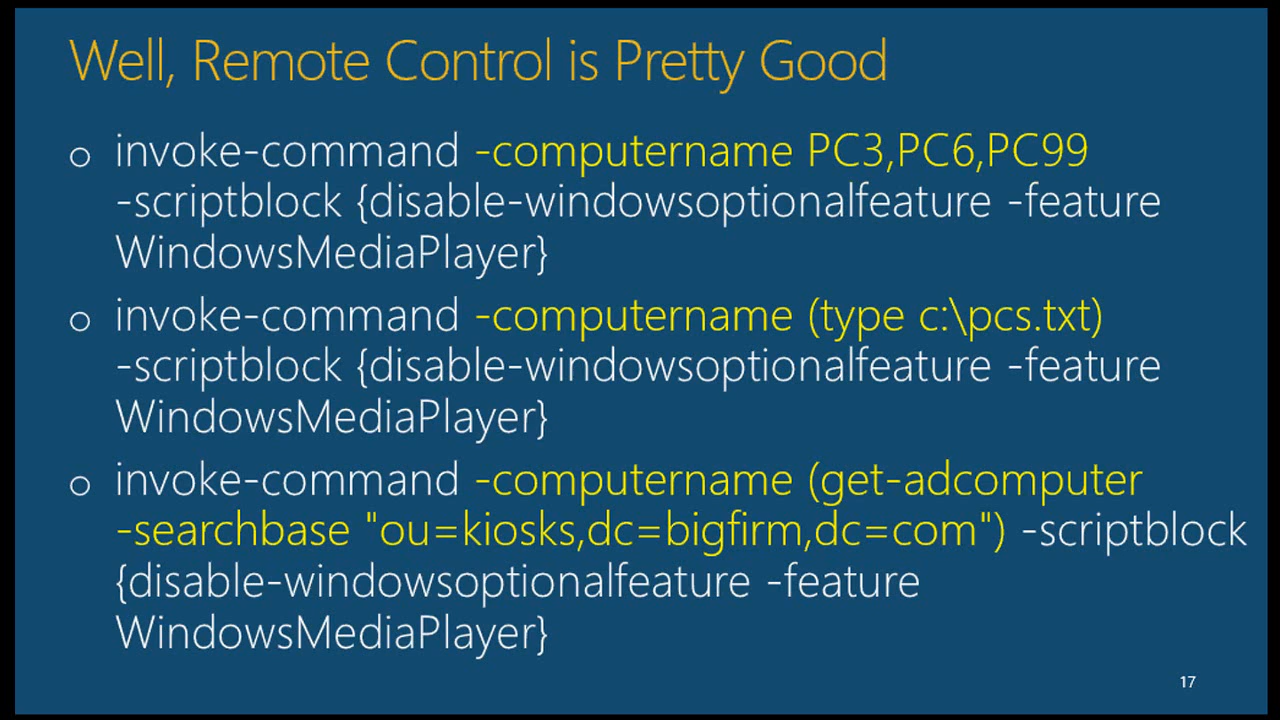 Well, Remote Control is Pretty Good
o invoke-command -computername PC3,PC6,PC99
-scriptblock {disable-windowsoptionalfeature -feature
WindowsMediaPlayer}
o invoke-command -computername (type c:\pcs.txt)
-scriptblock {disable-windowsoptionalfeature -feature
WindowsMediaPlayer}
o invoke-command -computername (get-adcomputer
-searchbase "ou=kiosks,dc=bigfirm,dc=com") -scriptblock
{disable-windowsoptionalfeature -feature
WindowsMediaPlayer}
17